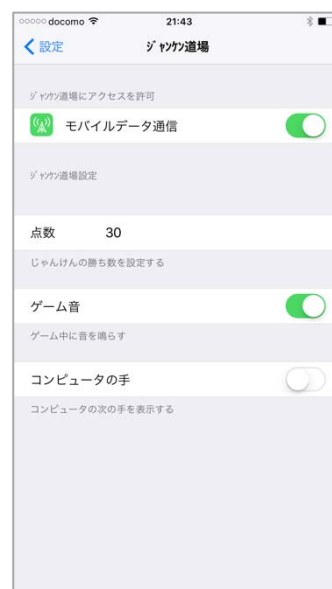 ooooo docomo 21:43
設定 ジャンケン道場
ジャンケン道場にアクセスを許可
モバイルデータ通信
ジャンケン道場設定
点数 30
じゃんけんの勝ち数を設定する
ゲーム音
ゲーム中に音を鳴らす
コンピュータの手
コンピュータの次の手を表示する